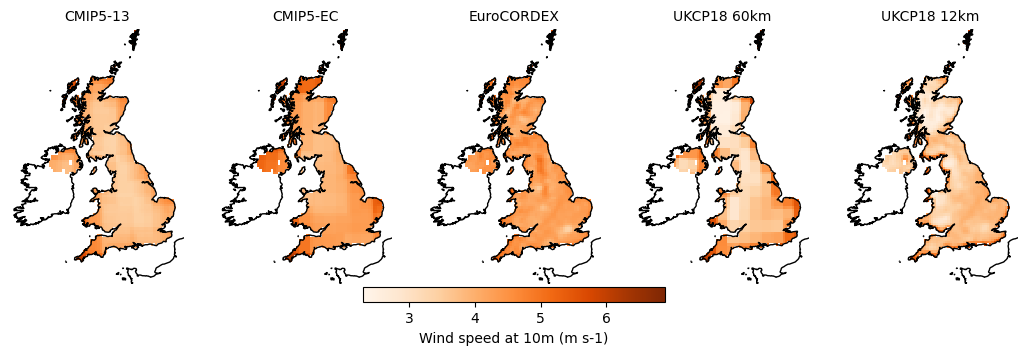 CMIP5-13
CMIP5-EC
EuroCORDEX
UKCP18 60km
UKCP18 12km
3
4
5
6
Wind speed at 10m (m s-1)